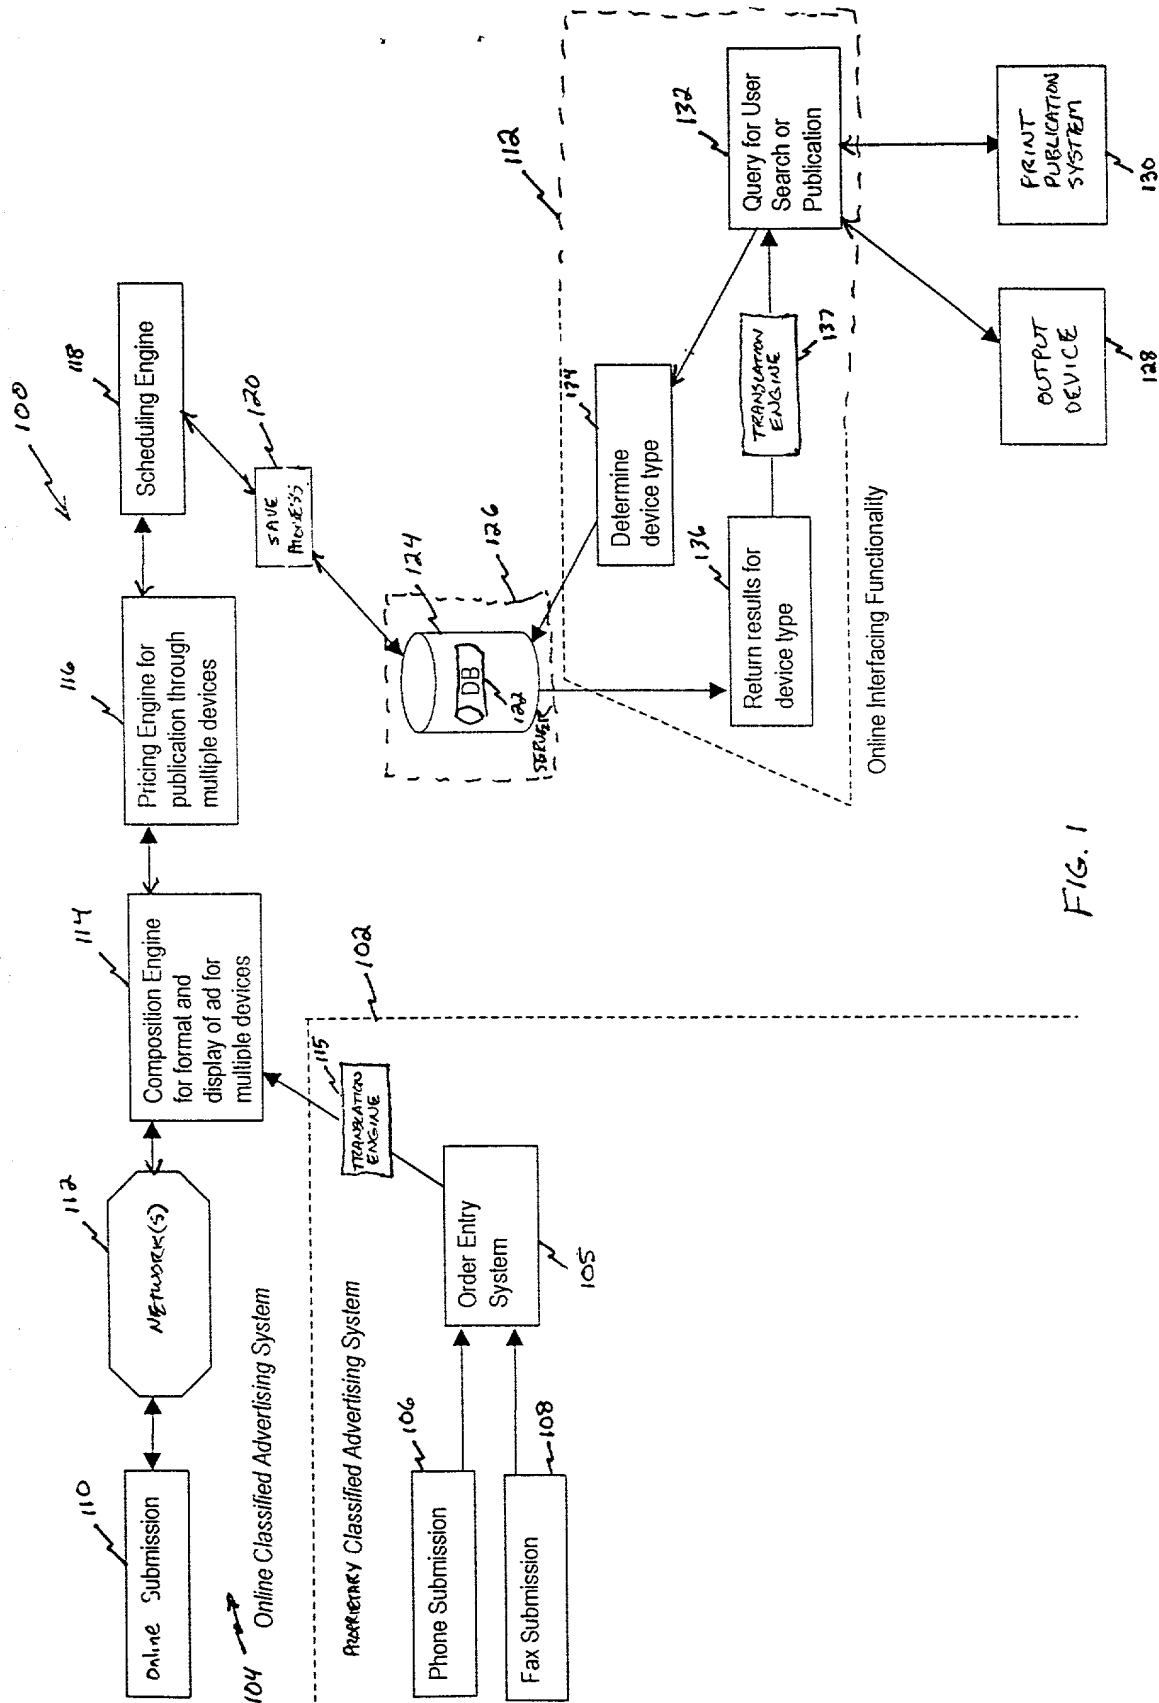 100
110
Online Submission
112
NETWORK(S)
114
Composition Engine
for formal and
display of ad for
multiple devices
116
Pricing Engine for
publication through
multiple devices
118
Scheduling Engine
120
SAVE
PROCESS
104
Online Classified Advertising System
PROPRIETARY Classified Advertising System
102
115
TRANSLATION
ENGINE
106
Phone Submission
108
Fax Submission
Order Entry
System
105
124
126
DB
122
SERVER
112
134
Determine
device type
132
Query for User
Search or
Publication
136
Return results for
device type
TRANSLATION
ENGINE
137
Online Interfacing Functionality
OUTPUT
DEVICE
128
PRINT
PUBLICATION
SYSTEM
130
FIG. 1